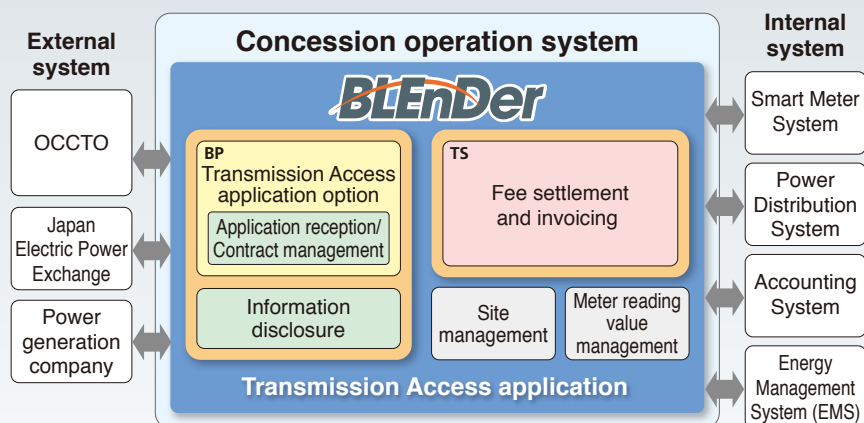 External
system
OCCTO
Japan
Electric Power
Exchange
Power
generation
company
Concession operation system
BLEnDer
BP
Transmission Access
application option
Application reception/
Contract management
Information
disclosure
TS
Fee settlement
and invoicing
Site
management
Meter reading
value
management
Transmission Access application
Internal
system
Smart Meter
System
Power
Distribution
System
Accounting
System
Energy
Management
System (EMS)